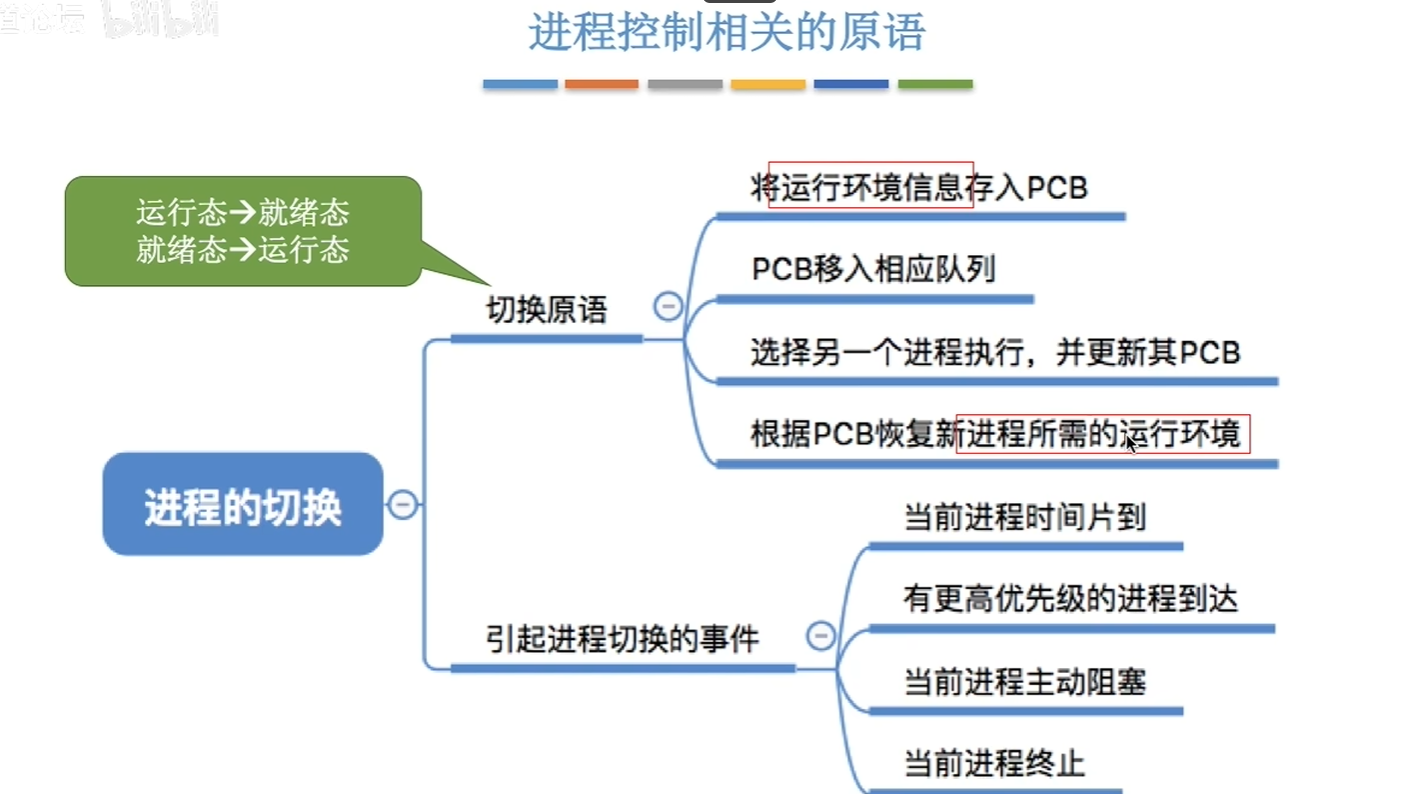 道论坛 bilibili
进程控制相关的原语
运行态→就绪态
就绪态→运行态
切换原语
将运行环境信息存入PCB
PCB移入相应队列
选择另一个进程执行，并更新其PCB
根据PCB恢复新进程所需的运行环境
进程的切换
引起进程切换的事件
当前进程时间片到
有更高优先级的进程到达
当前进程主动阻塞
当前进程终止